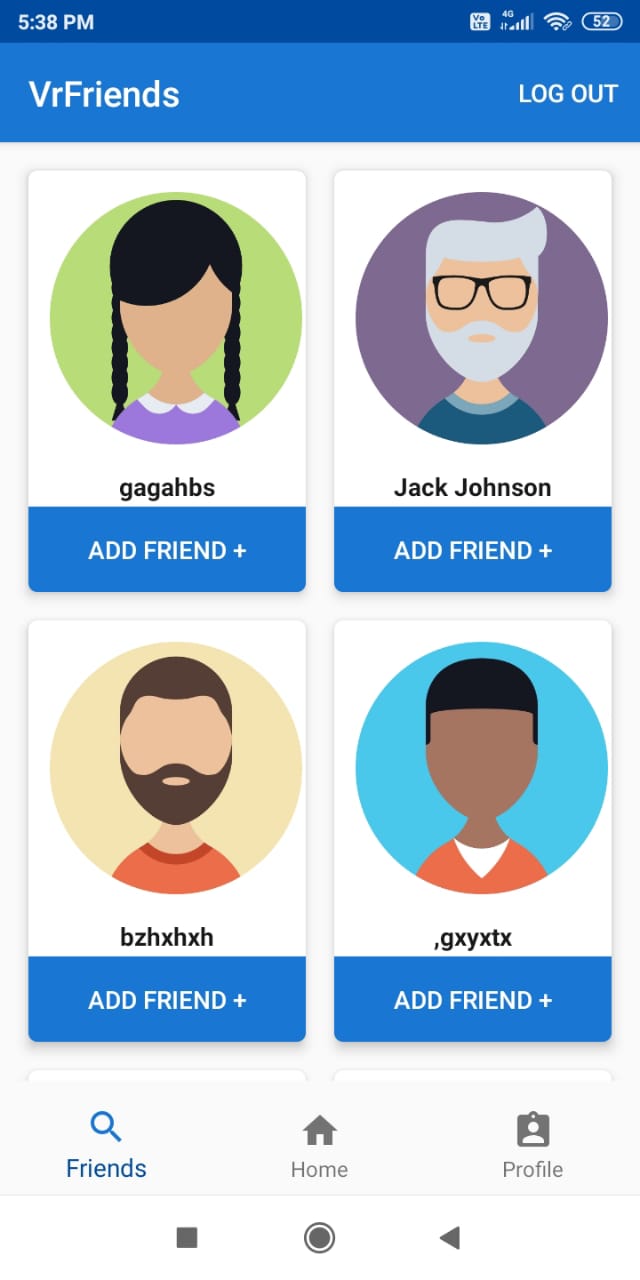 5:38 PM
Vo LTE 4G 52
VrFriends LOG OUT
gagahbs Jack Johnson
ADD FRIEND + ADD FRIEND +
bzhxhxh ,gxyxtx
ADD FRIEND + ADD FRIEND +
Friends Home Profile